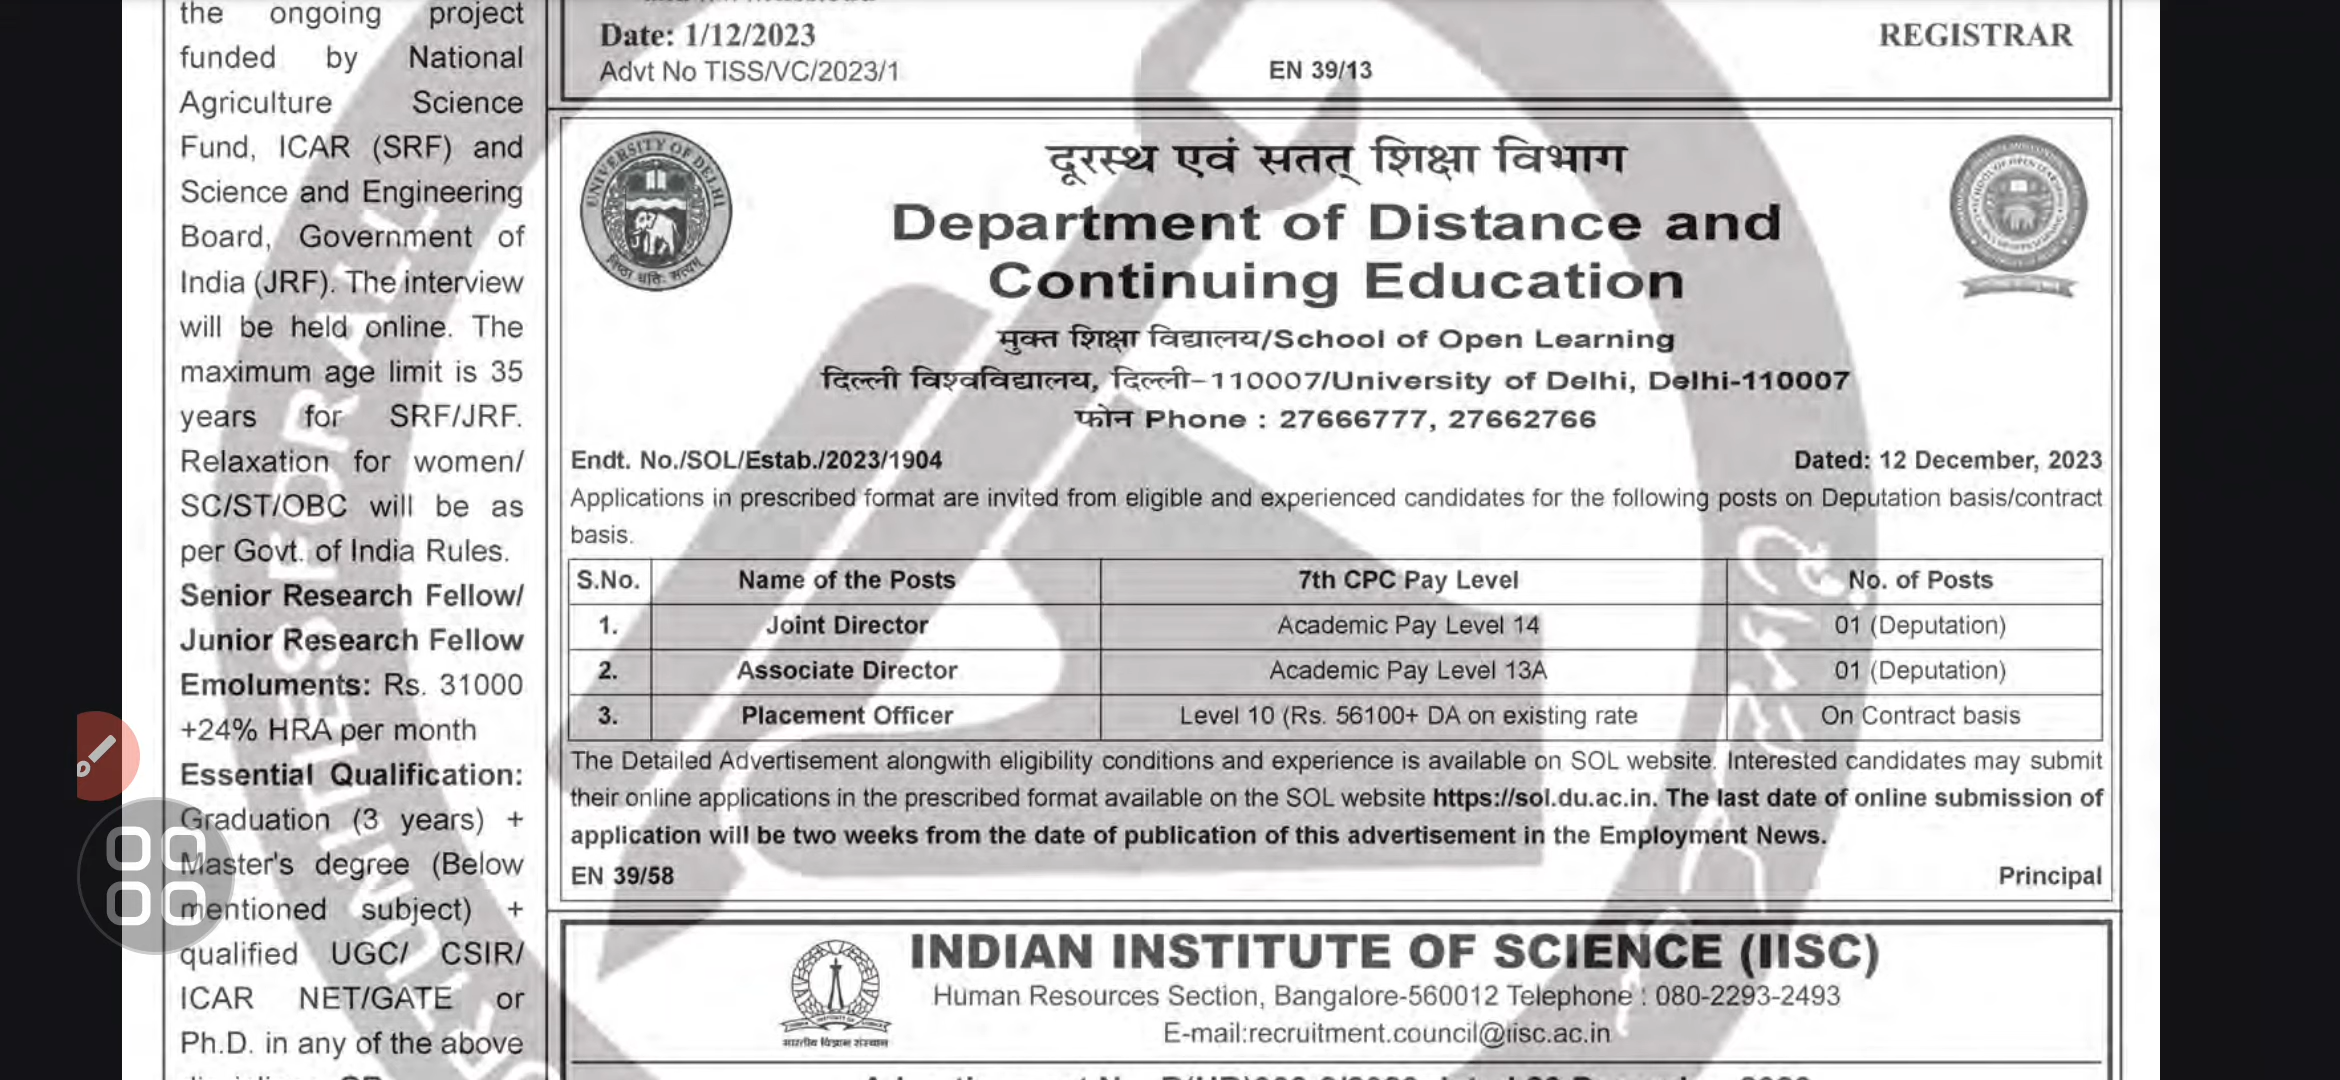 the ongoing project
funded by National
Agriculture Science
Fund, ICAR (SRF) and
Science and Engineering
Board, Government of
India (JRF). The interview
will be held online. The
maximum age limit is 35
years for SRF/JRF.
Relaxation for women/
SC/ST/OBC will be as
per Govt. of India Rules.
Senior Research Fellow/
Junior Research Fellow
Emoluments: Rs. 31000
+24% HRA per month
Essential Qualification:
Graduation (3 years) +
Master's degree (Below
mentioned subject) +
qualified UGC/ CSIR/
ICAR NET/GATE or
Ph.D. in any of the above
Date: 1/12/2023
REGISTRAR
Advt No TISS/VC/2023/1
EN 39/13
UNIVERSITY OF DELHI
निष्ठा धृति: सत्यम्
दूरस्थ एवं सतत् शिक्षा विभाग
Department of Distance and
Continuing Education
मुक्त शिक्षा विद्यालय/School of Open Learning
दिल्ली विश्वविद्यालय, दिल्ली-110007/University of Delhi, Delhi-110007
फोन Phone : 27666777, 27662766
Endt. No./SOL/Estab./2023/1904 Dated: 12 December, 2023
Applications in prescribed format are invited from eligible and experienced candidates for the following posts on Deputation basis/contract
basis.
S.No. Name of the Posts 7th CPC Pay Level No. of Posts
1. Joint Director Academic Pay Level 14 01 (Deputation)
2. Associate Director Academic Pay Level 13A 01 (Deputation)
3. Placement Officer Level 10 (Rs. 56100+ DA on existing rate On Contract basis
The Detailed Advertisement alongwith eligibility conditions and experience is available on SOL website. Interested candidates may submit
their online applications in the prescribed format available on the SOL website https://sol.du.ac.in. The last date of online submission of
application will be two weeks from the date of publication of this advertisement in the Employment News.
EN 39/58 Principal
INDIAN INSTITUTE OF SCIENCE (IISC)
Human Resources Section, Bangalore-560012 Telephone : 080-2293-2493
E-mail:recruitment.council@iisc.ac.in
भारतीय विज्ञान संस्थान